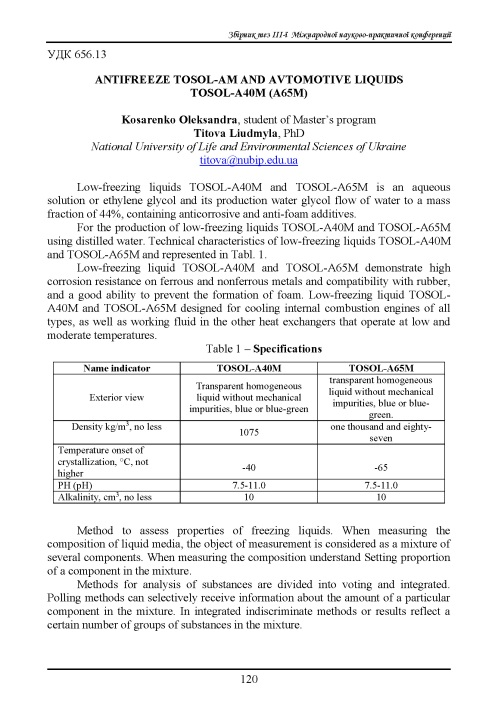 Збірник тез ІІІ-ї Міжнародної науково-практичної конференції
УДК 656.13
ANTIFREEZE TOSOL-AM AND AVTOMOTIVE LIQUIDS
TOSOL-A40M (A65M)
Kosarenko Oleksandra, student of Master’s program
Titova Liudmyla, PhD
National University of Life and Environmental Sciences of Ukraine
titova@nubip.edu.ua
Low-freezing liquids TOSOL-A40M and TOSOL-A65M is an aqueous
solution or ethylene glycol and its production water glycol flow of water to a mass
fraction of 44%, containing anticorrosive and anti-foam additives.
For the production of low-freezing liquids TOSOL-A40M and TOSOL-A65M
using distilled water. Technical characteristics of low-freezing liquids TOSOL-A40M
and TOSOL-A65M and represented in Tabl. 1.
Low-freezing liquid TOSOL-A40M and TOSOL-A65M demonstrate high
corrosion resistance on ferrous and nonferrous metals and compatibility with rubber,
and a good ability to prevent the formation of foam. Low-freezing liquid TOSOL-
A40M and TOSOL-A65M designed for cooling internal combustion engines of all
types, as well as working fluid in the other heat exchangers that operate at low and
moderate temperatures.
Table 1 – Specifications
Name indicator TOSOL-A40M TOSOL-A65M
Exterior view
Transparent homogeneous
liquid without mechanical
impurities, blue or blue-green
transparent homogeneous
liquid without mechanical
impurities, blue or blue-
green.
Density kg/m³, no less
1075
one thousand and eighty-
seven
Temperature onset of
crystallization, °C, not
higher
-40
-65
PH (pH) 7.5-11.0 7.5-11.0
Alkalinity, cm³, no less 10 10
Method to assess properties of freezing liquids. When measuring the
composition of liquid media, the object of measurement is considered as a mixture of
several components. When measuring the composition understand Setting proportion
of a component in the mixture.
Methods for analysis of substances are divided into voting and integrated.
Polling methods can selectively receive information about the amount of a particular
component in the mixture. In integrated indiscriminate methods or results reflect a
certain number of groups of substances in the mixture.
120